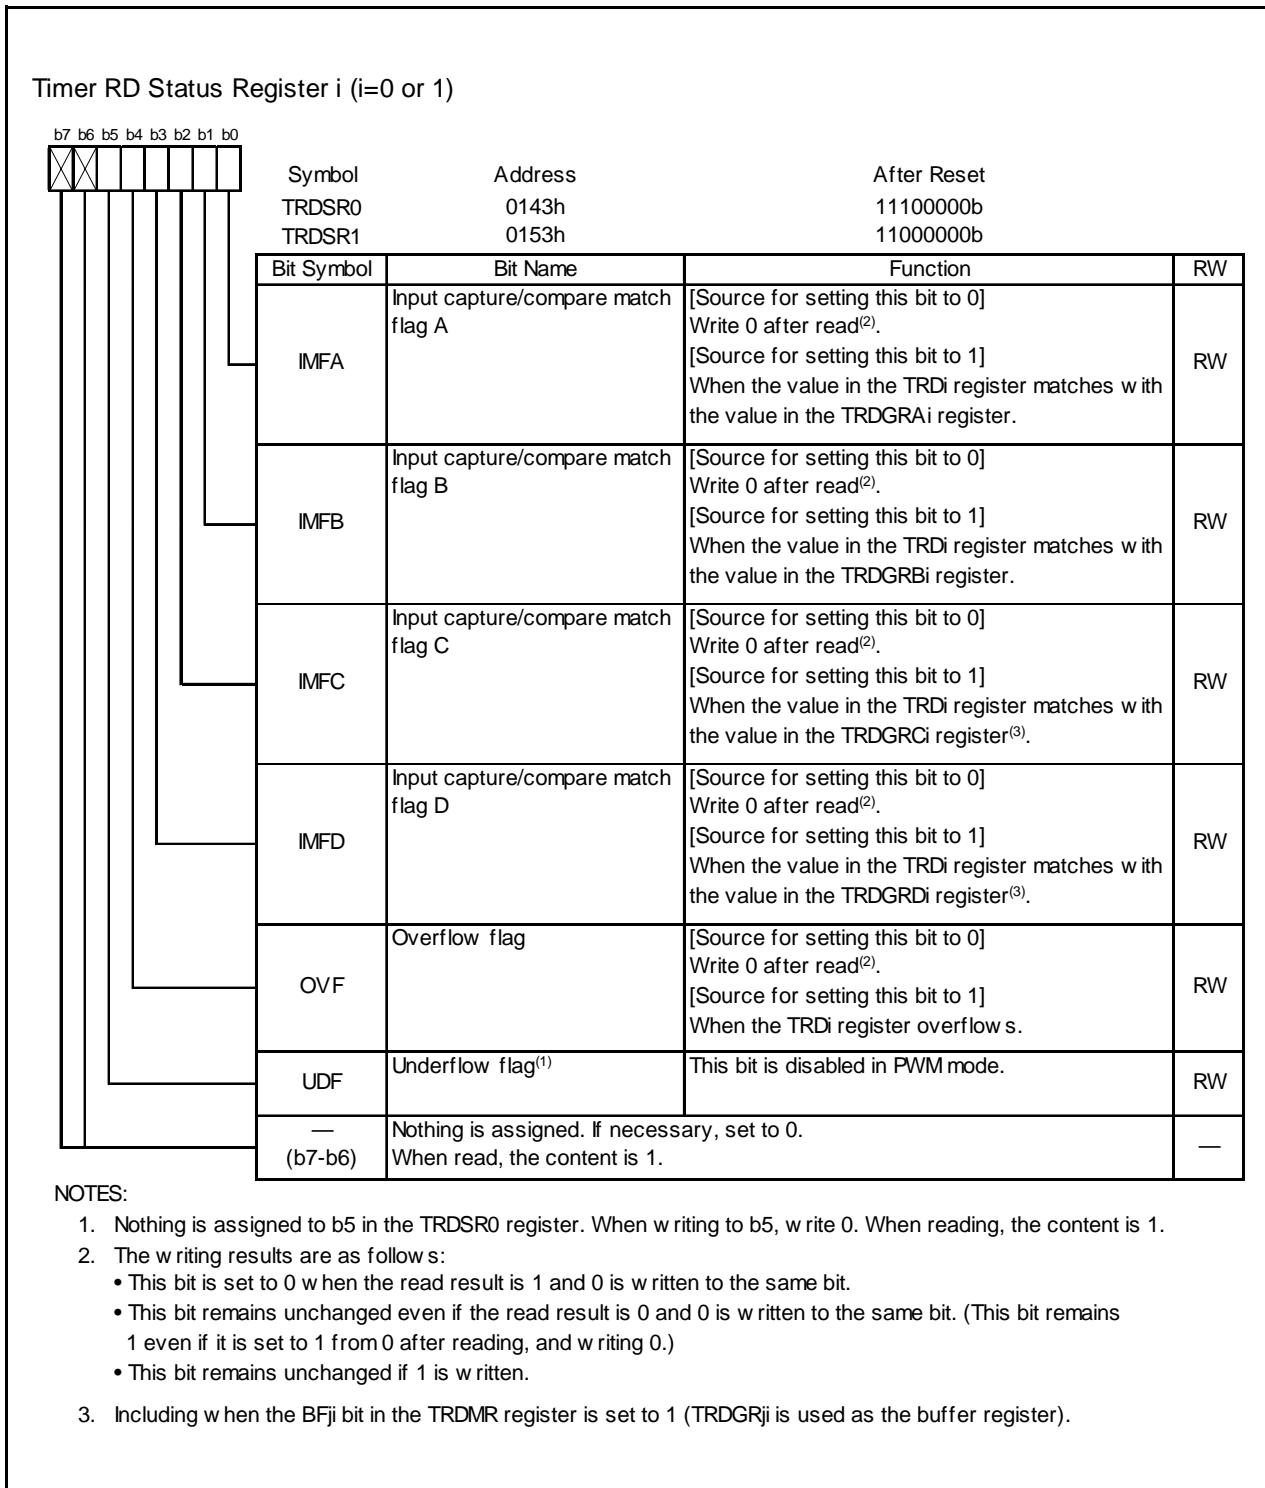 Timer RD Status Register i (i=0 or 1)
b7 b6 b5 b4 b3 b2 b1 b0
Symbol Address After Reset
TRDSR0 0143h 11100000b
TRDSR1 0153h 11000000b
Bit Symbol Bit Name Function RW
IMFA Input capture/compare match flag A [Source for setting this bit to 0] RW
Write 0 after read(2).
[Source for setting this bit to 1]
When the value in the TRDi register matches with
the value in the TRDGRAi register.
IMFB Input capture/compare match flag B [Source for setting this bit to 0] RW
Write 0 after read(2).
[Source for setting this bit to 1]
When the value in the TRDi register matches with
the value in the TRDGRBi register.
IMFC Input capture/compare match flag C [Source for setting this bit to 0] RW
Write 0 after read(2).
[Source for setting this bit to 1]
When the value in the TRDi register matches with
the value in the TRDGRCi register(3).
IMFD Input capture/compare match flag D [Source for setting this bit to 0] RW
Write 0 after read(2).
[Source for setting this bit to 1]
When the value in the TRDi register matches with
the value in the TRDGRDi register(3).
OVF Overflow flag [Source for setting this bit to 0] RW
Write 0 after read(2).
[Source for setting this bit to 1]
When the TRDi register overflows.
UDF Underflow flag(1) This bit is disabled in PWM mode. RW
— Nothing is assigned. If necessary, set to 0. —
(b7-b6) When read, the content is 1.
NOTES:
1. Nothing is assigned to b5 in the TRDSR0 register. When writing to b5, write 0. When reading, the content is 1.
2. The writing results are as follows:
• This bit is set to 0 when the read result is 1 and 0 is written to the same bit.
• This bit remains unchanged even if the read result is 0 and 0 is written to the same bit. (This bit remains
1 even if it is set to 1 from 0 after reading, and writing 0.)
• This bit remains unchanged if 1 is written.
3. Including when the BFji bit in the TRDMR register is set to 1 (TRDGRji is used as the buffer register).